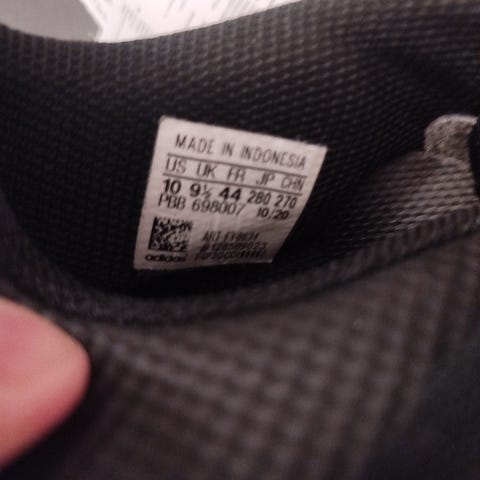 MADE IN INDONESIA
US UK FR JP CHN
10 9½ 44 280 270
PBB 698007 10/20
ART
adidas